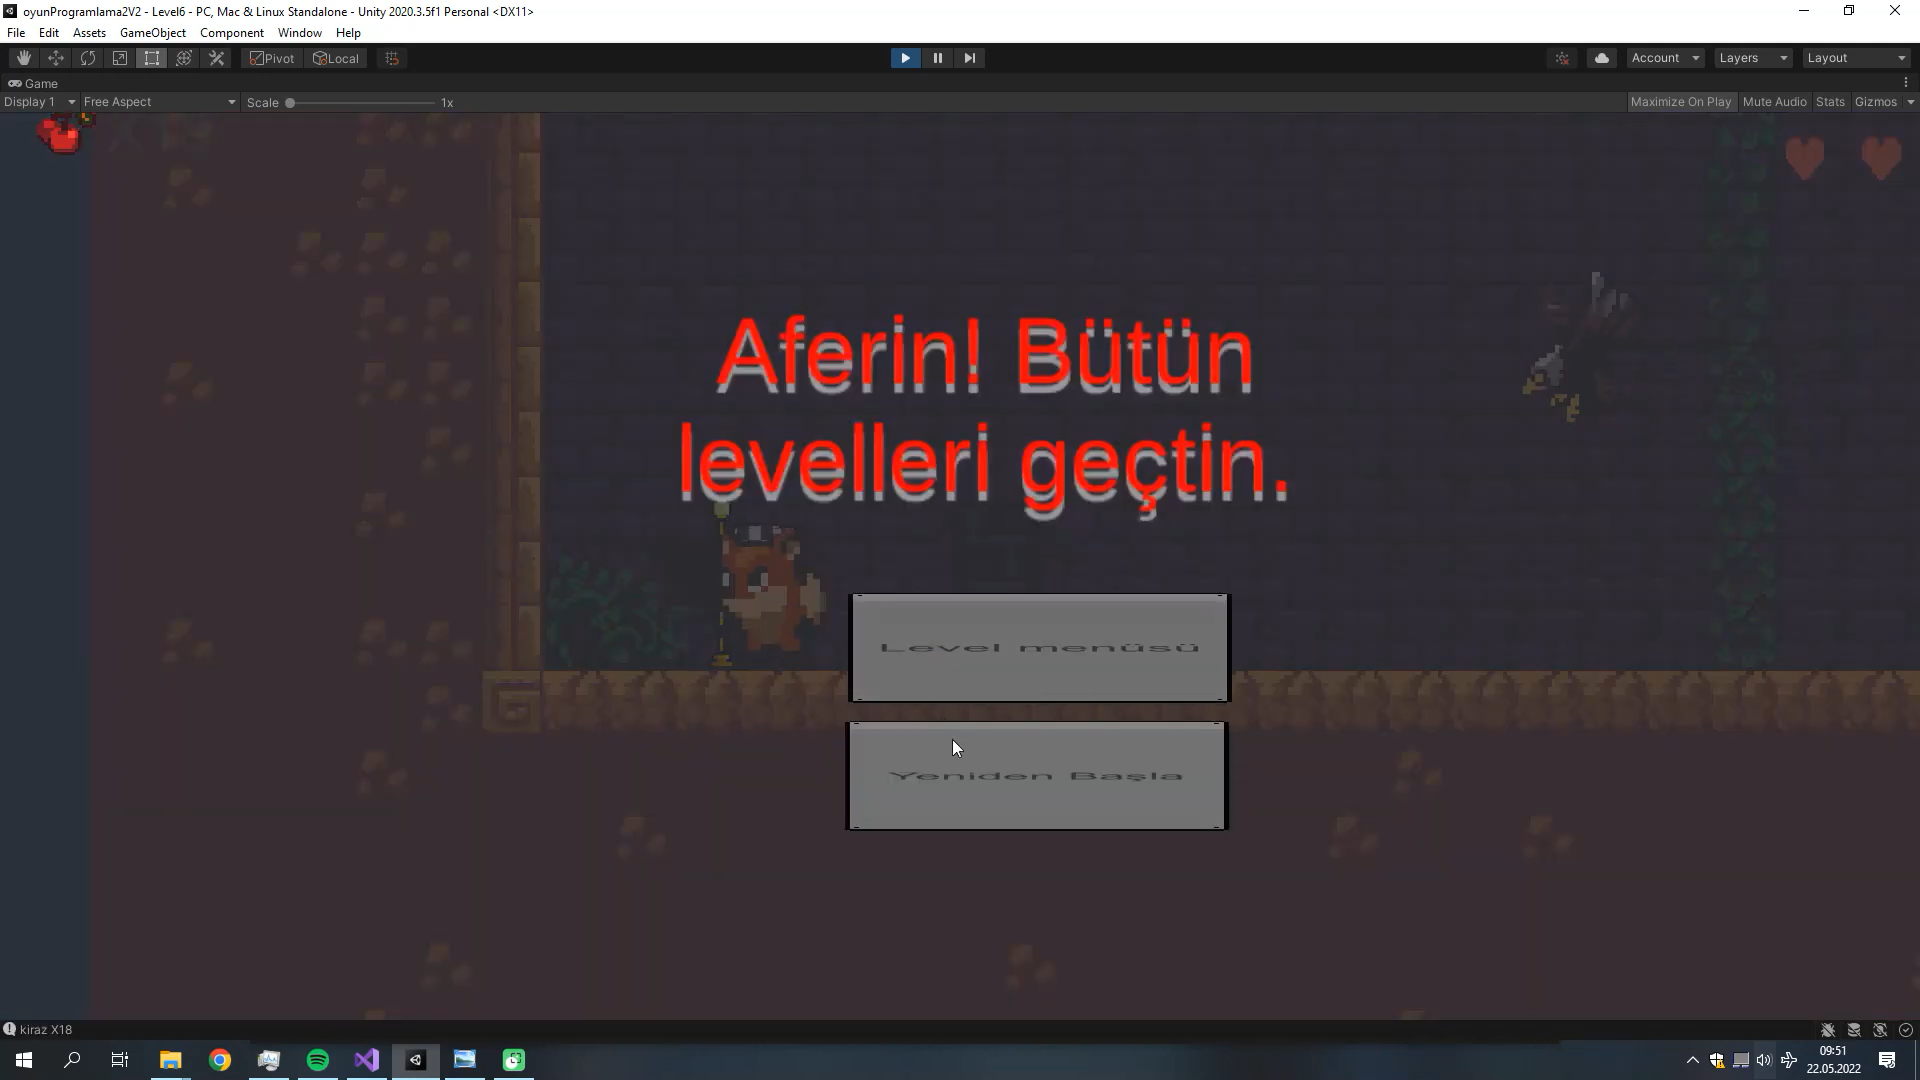 oyunProgramlama2V2 - Level6 - PC, Mac & Linux Standalone - Unity 2020.3.5f1 Personal <DX11>
File Edit Assets GameObject Component Window Help
Pivot Local Account Layers Layout
Game
Display 1 Free Aspect Scale 1x Maximize On Play Mute Audio Stats Gizmos
Aferin! Bütün
levelleri geçtin.
Level menüsü
Yeniden Başla
kiraz X18
09:51
22.05.2022